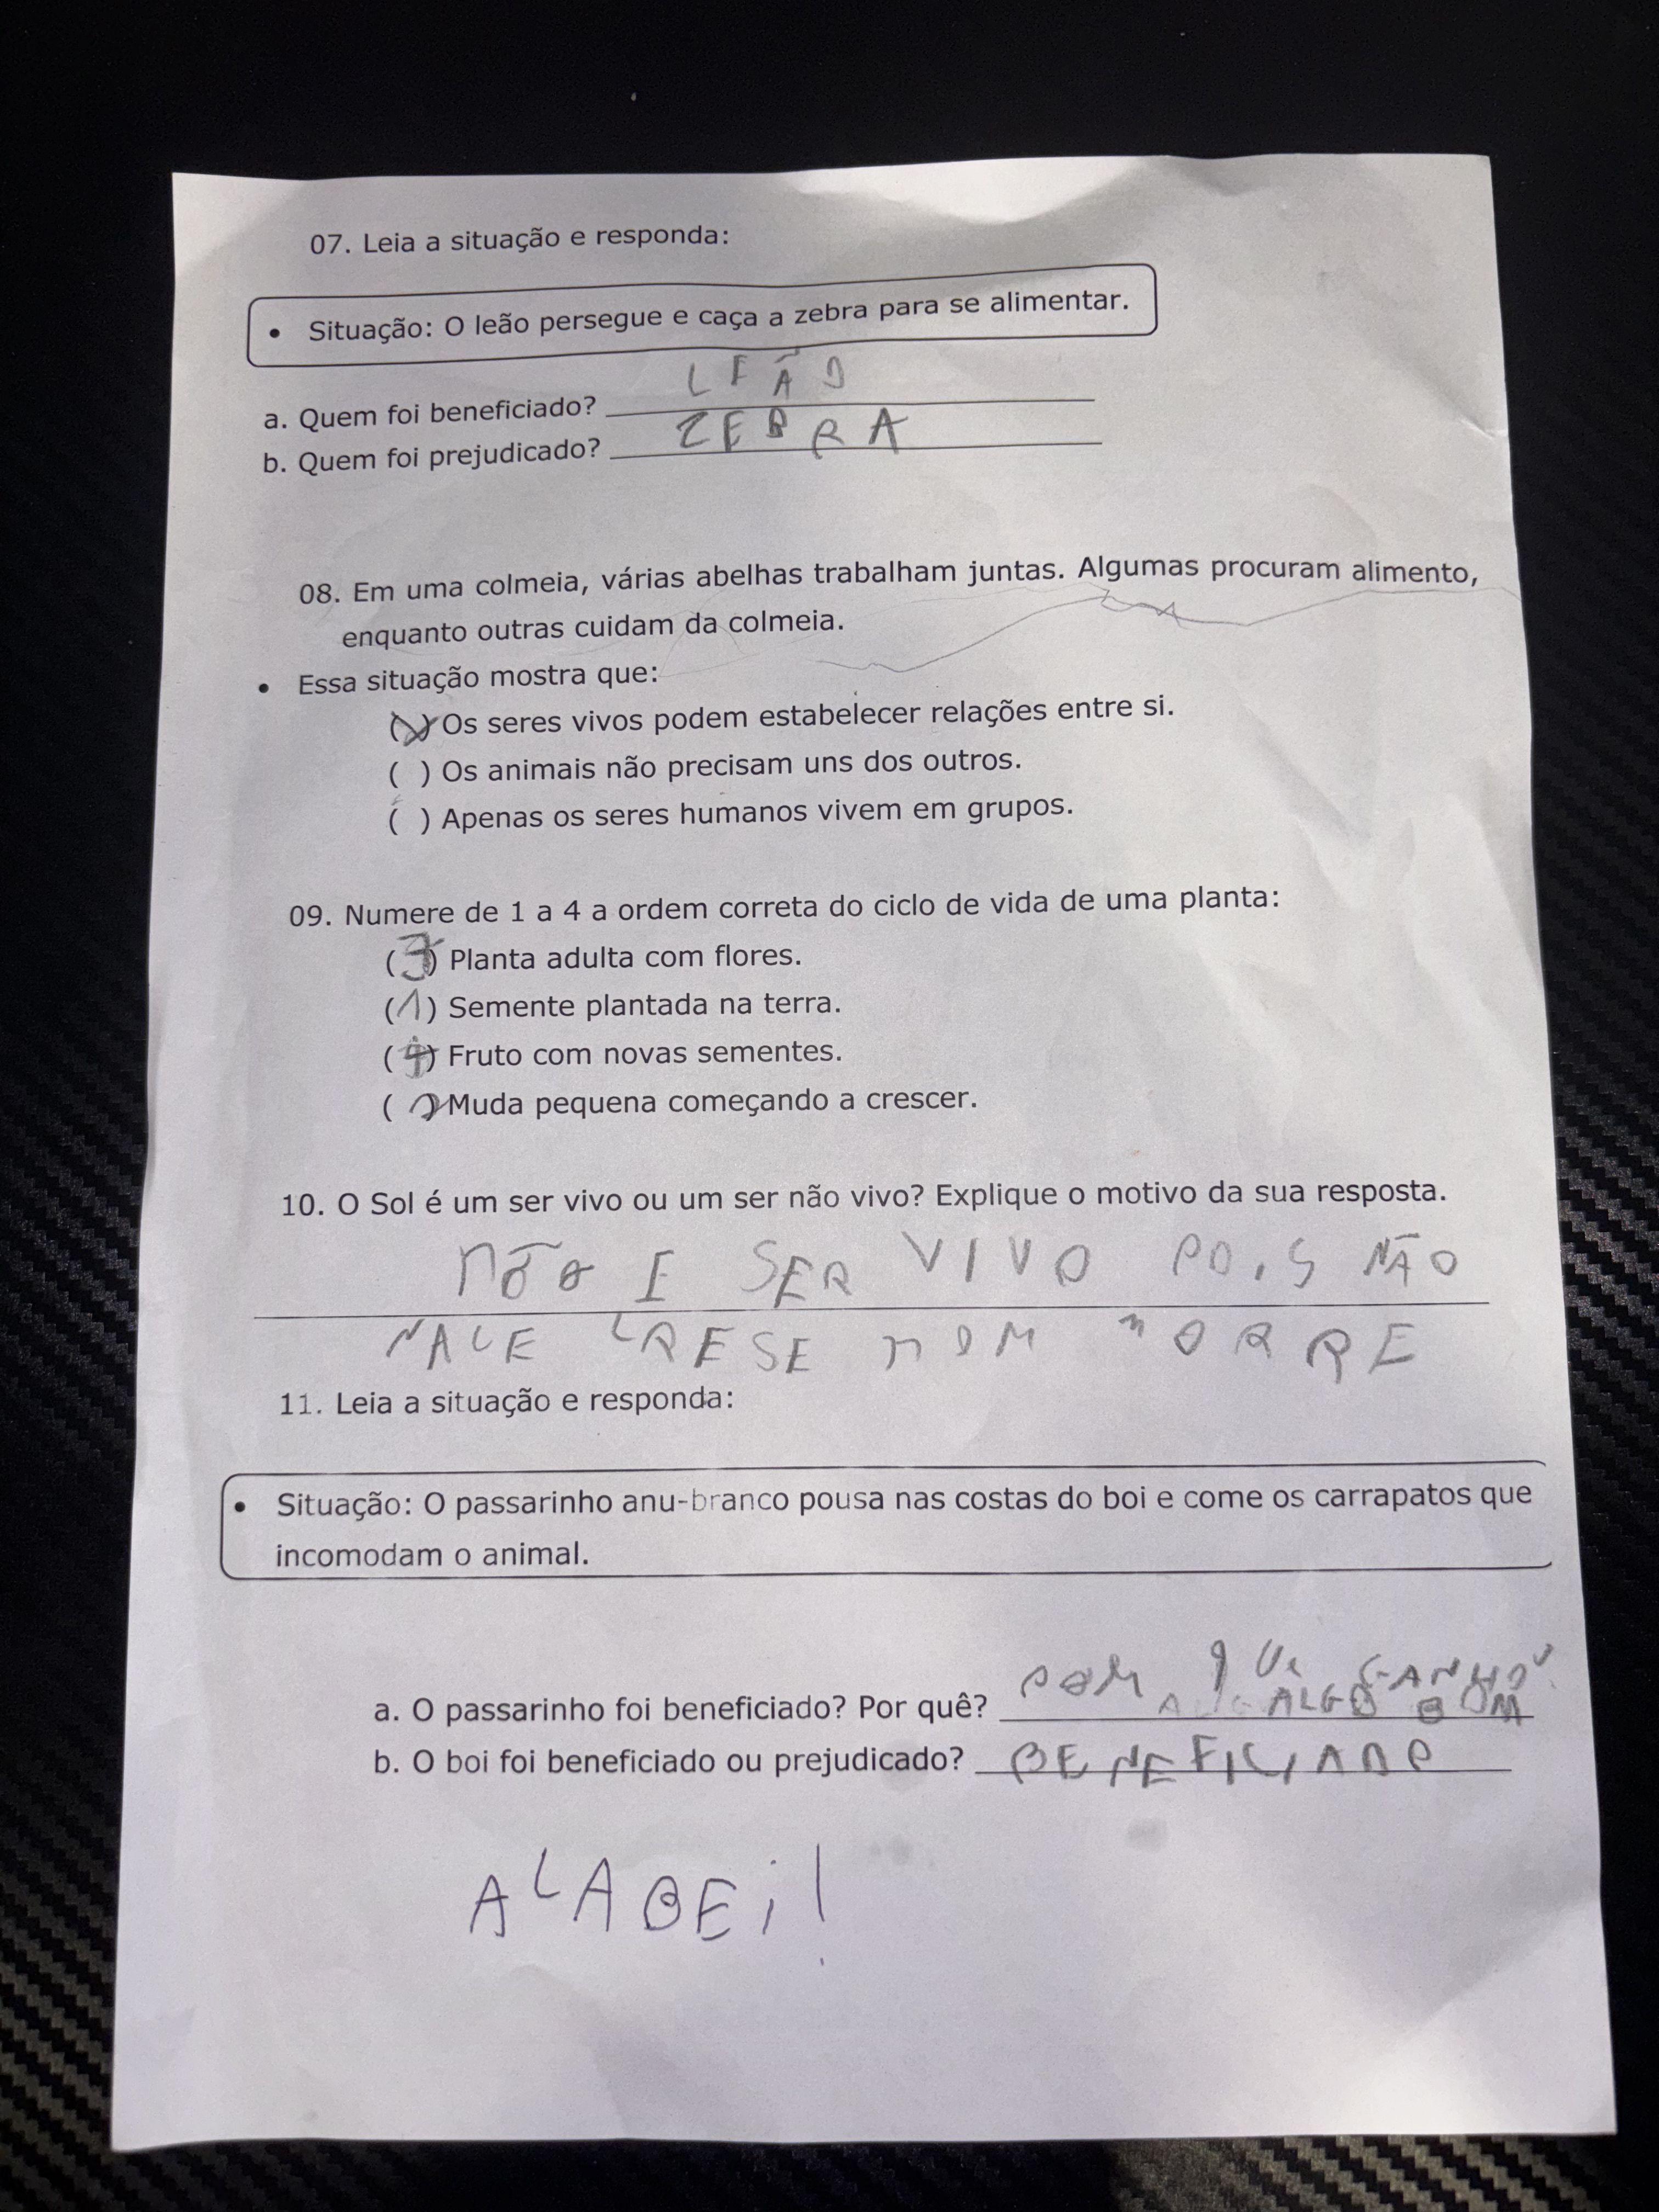 07. Leia a situação e responda:
• Situação: O leão persegue e caça a zebra para se alimentar.
a. Quem foi beneficiado? LEÃO
b. Quem foi prejudicado? ZEBRA
08. Em uma colmeia, várias abelhas trabalham juntas. Algumas procuram alimento,
enquanto outras cuidam da colmeia.
• Essa situação mostra que:
(X) Os seres vivos podem estabelecer relações entre si.
( ) Os animais não precisam uns dos outros.
( ) Apenas os seres humanos vivem em grupos.
09. Numere de 1 a 4 a ordem correta do ciclo de vida de uma planta:
(3) Planta adulta com flores.
(1) Semente plantada na terra.
(4) Fruto com novas sementes.
(2) Muda pequena começando a crescer.
10. O Sol é um ser vivo ou um ser não vivo? Explique o motivo da sua resposta.
NÃO E SER VIVO POIS NÃO
NACE CRESE NOM MORRE
11. Leia a situação e responda:
• Situação: O passarinho anu-branco pousa nas costas do boi e come os carrapatos que
incomodam o animal.
a. O passarinho foi beneficiado? Por quê? GANHOU
ALGO BOM
b. O boi foi beneficiado ou prejudicado? BENEFICIADO
ACABEi!